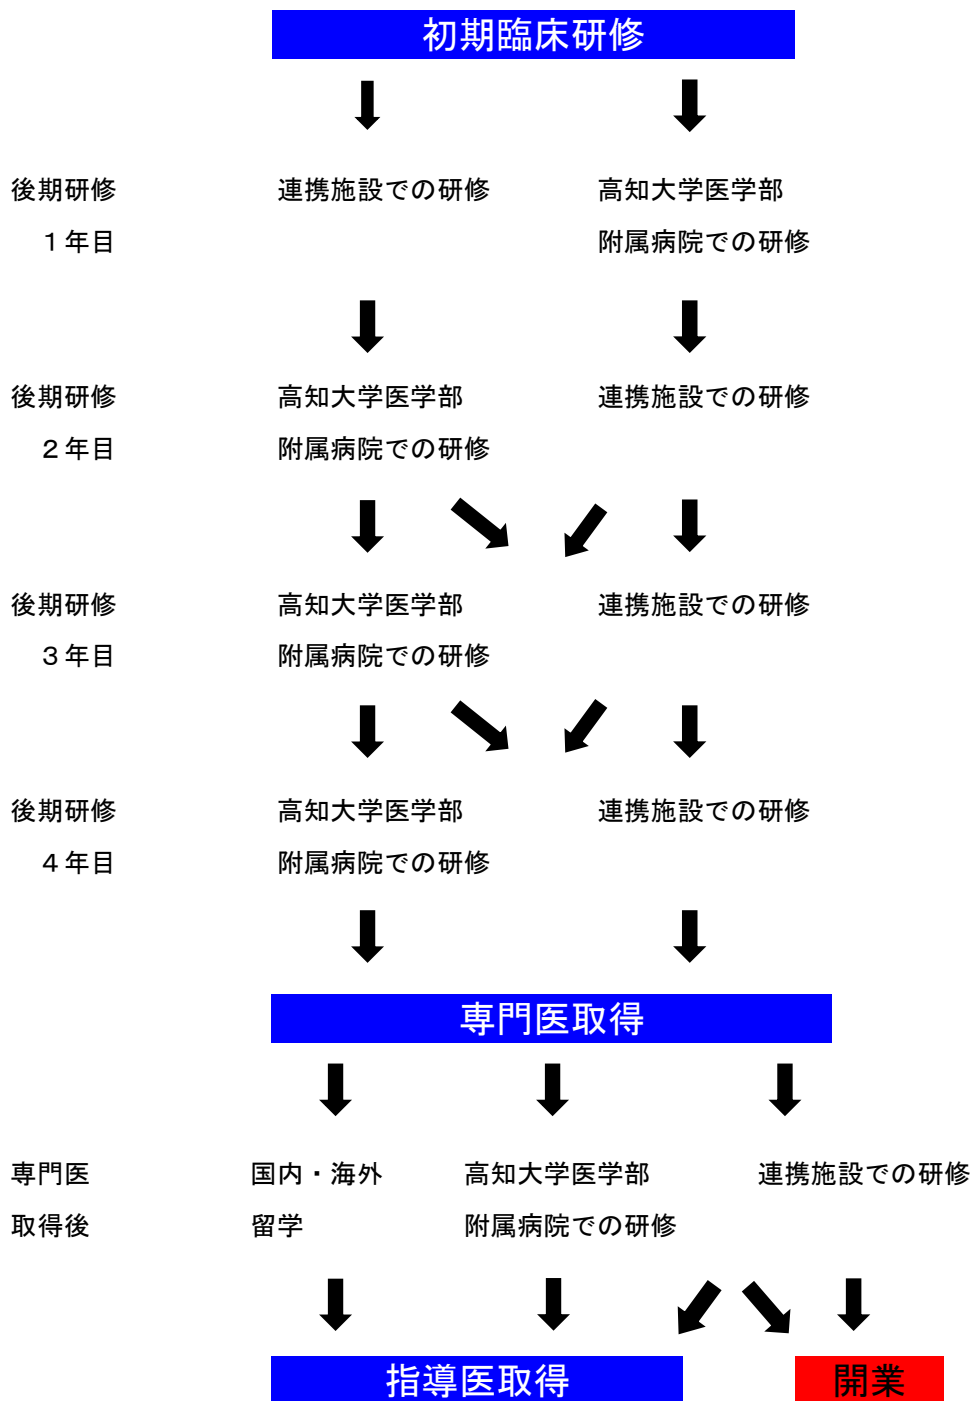 初期臨床研修
後期研修 連携施設での研修 高知大学医学部
１年目 附属病院での研修
後期研修 高知大学医学部 連携施設での研修
２年目 附属病院での研修
後期研修 高知大学医学部 連携施設での研修
３年目 附属病院での研修
後期研修 高知大学医学部 連携施設での研修
４年目 附属病院での研修
専門医取得
専門医 国内・海外 高知大学医学部 連携施設での研修
取得後 留学 附属病院での研修
指導医取得 開業